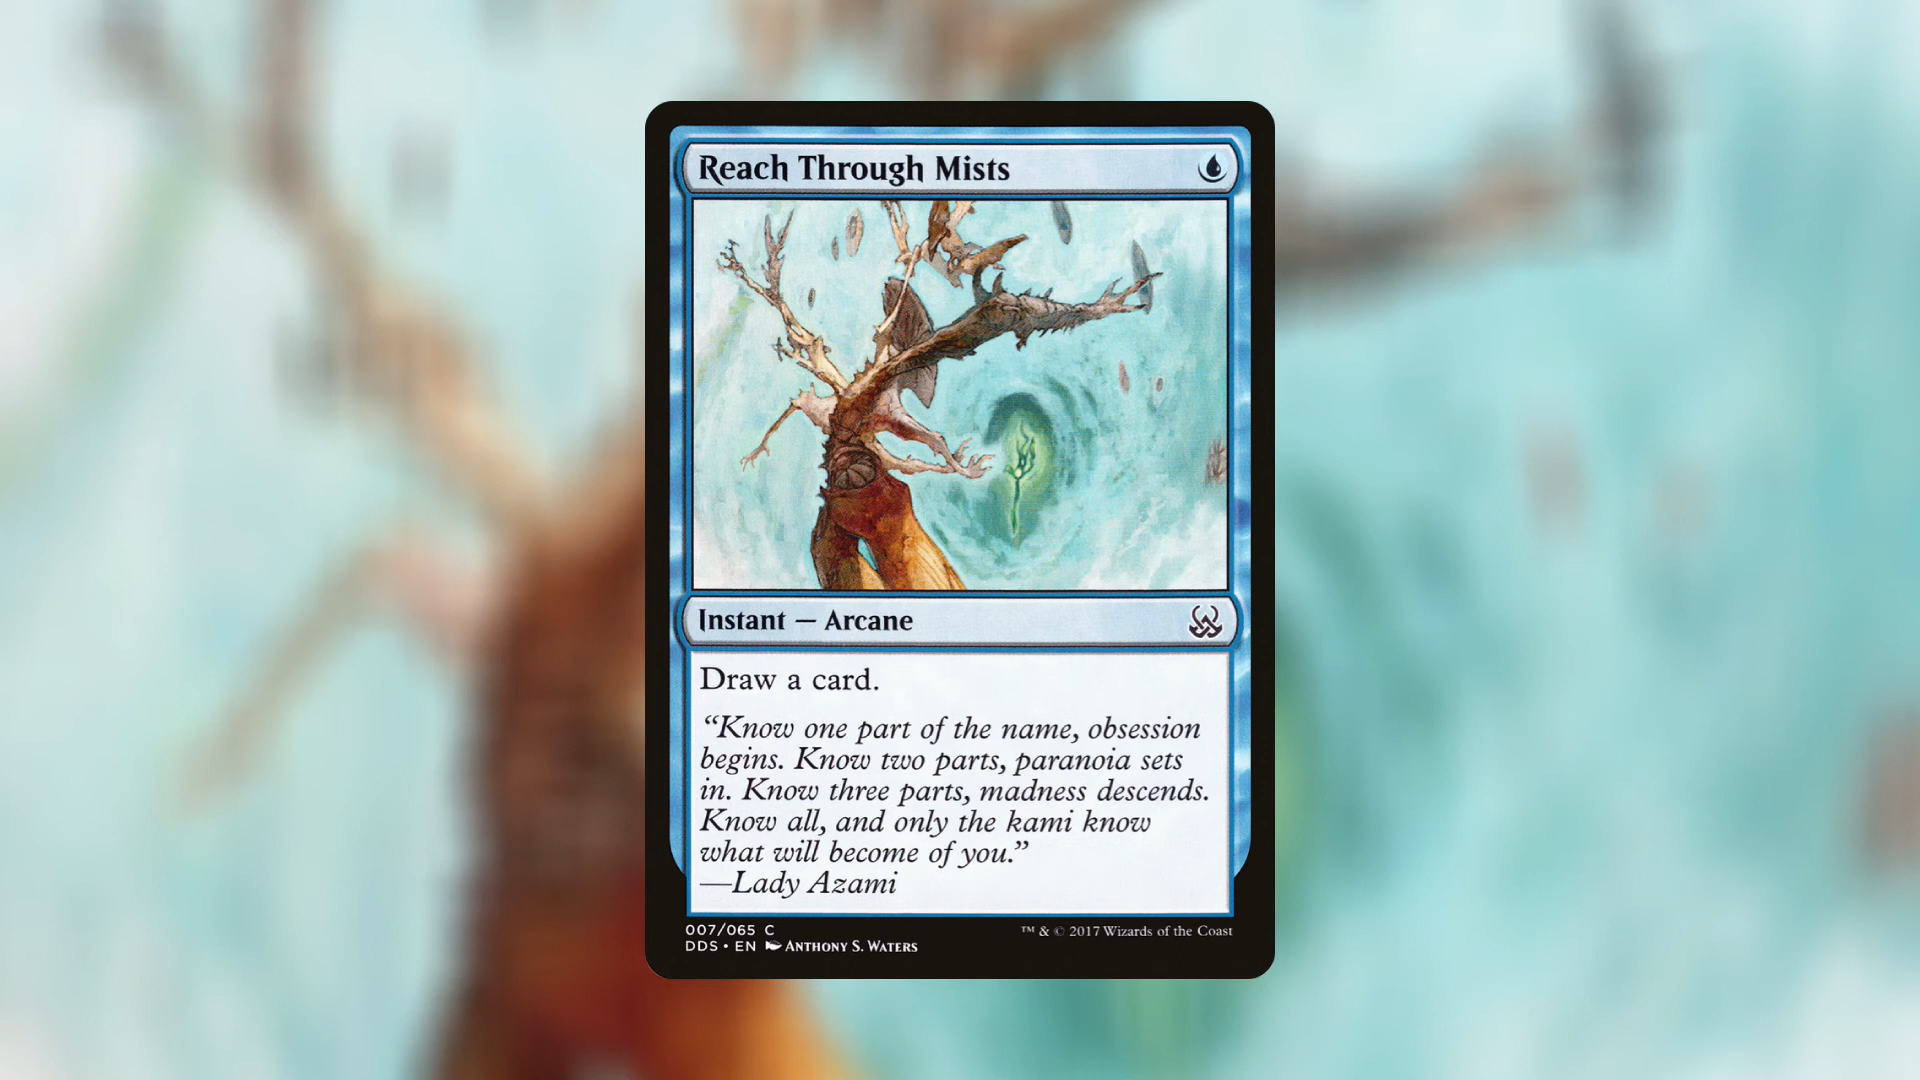 Reach Through Mists
Instant — Arcane
Draw a card.
“Know one part of the name, obsession
begins. Know two parts, paranoia sets
in. Know three parts, madness descends.
Know all, and only the kami know
what will become of you.”
—Lady Azami
007/065 C
DDS • EN Anthony S. Waters
™ & © 2017 Wizards of the Coast